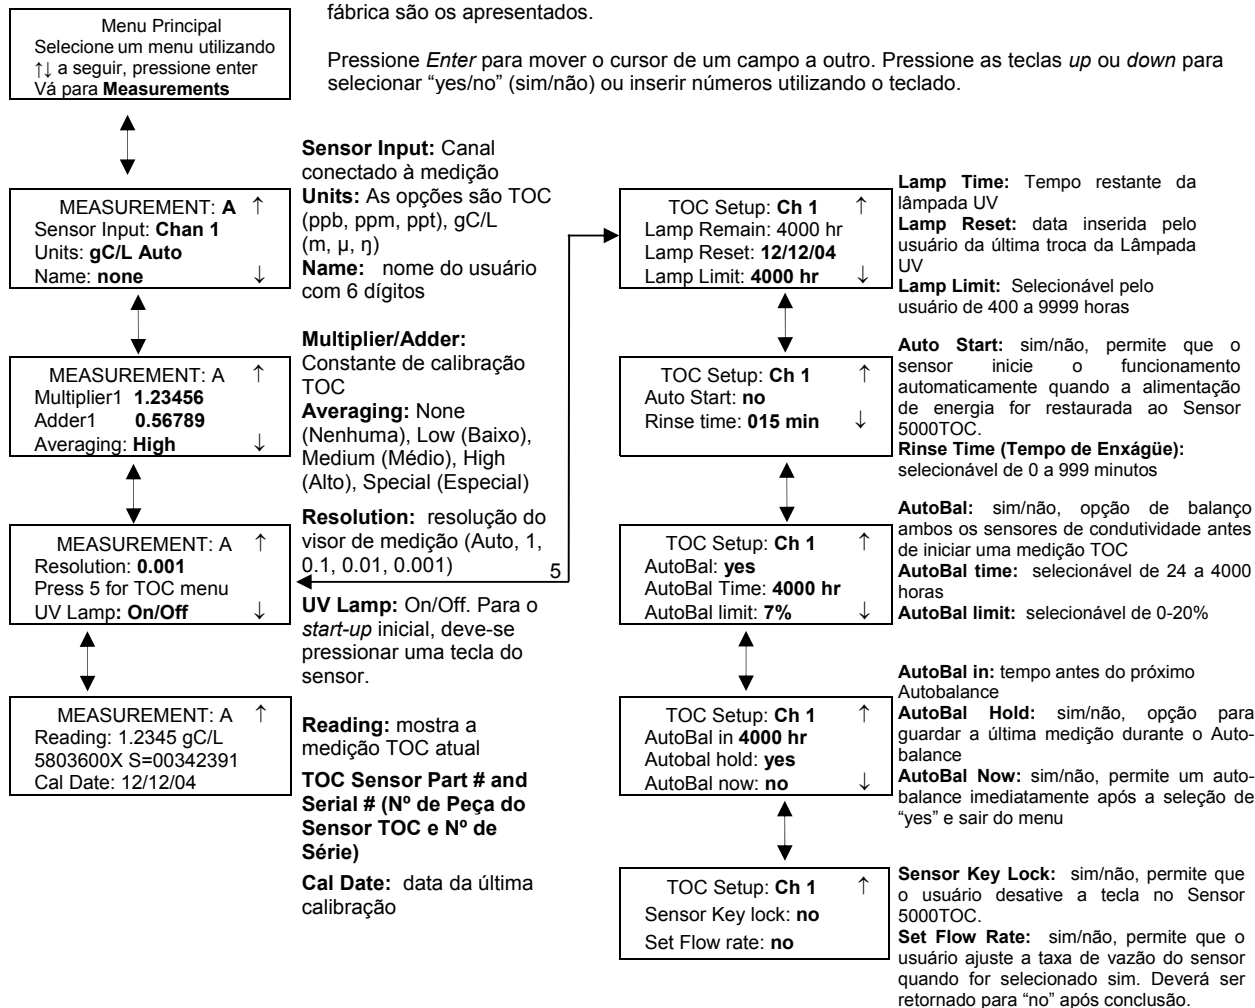 fábrica são os apresentados.
Pressione Enter para mover o cursor de um campo a outro. Pressione as teclas up ou down para
selecionar “yes/no” (sim/não) ou inserir números utilizando o teclado.
Menu Principal
Selecione um menu utilizando
↑↓ a seguir, pressione enter
Vá para Measurements
MEASUREMENT: A ↑
Sensor Input: Chan 1
Units: gC/L Auto
Name: none ↓
Sensor Input: Canal
conectado à medição
Units: As opções são TOC
(ppb, ppm, ppt), gC/L
(m, µ, η)
Name: nome do usuário
com 6 dígitos
MEASUREMENT: A ↑
Multiplier1 1.23456
Adder1 0.56789
Averaging: High ↓
Multiplier/Adder:
Constante de calibração
TOC
Averaging: None
(Nenhuma), Low (Baixo),
Medium (Médio), High
(Alto), Special (Especial)
MEASUREMENT: A ↑
Resolution: 0.001
Press 5 for TOC menu
UV Lamp: On/Off ↓
Resolution: resolução do
visor de medição (Auto, 1,
0.1, 0.01, 0.001)
5
UV Lamp: On/Off. Para o
start-up inicial, deve-se
pressionar uma tecla do
sensor.
MEASUREMENT: A ↑
Reading: 1.2345 gC/L
5803600X S=00342391
Cal Date: 12/12/04
Reading: mostra a
medição TOC atual
TOC Sensor Part # and
Serial # (Nº de Peça do
Sensor TOC e Nº de
Série)
Cal Date: data da última
calibração
TOC Setup: Ch 1 ↑
Lamp Remain: 4000 hr
Lamp Reset: 12/12/04
Lamp Limit: 4000 hr ↓
Lamp Time: Tempo restante da
lâmpada UV
Lamp Reset: data inserida pelo
usuário da última troca da Lâmpada
UV
Lamp Limit: Selecionável pelo
usuário de 400 a 9999 horas
TOC Setup: Ch 1 ↑
Auto Start: no
Rinse time: 015 min ↓
Auto Start: sim/não, permite que o
sensor inicie o funcionamento
automaticamente quando a alimentação
de energia for restaurada ao Sensor
5000TOC.
Rinse Time (Tempo de Enxágüe):
selecionável de 0 a 999 minutos
TOC Setup: Ch 1 ↑
AutoBal: yes
AutoBal Time: 4000 hr
AutoBal limit: 7% ↓
AutoBal: sim/não, opção de balanço
ambos os sensores de condutividade antes
de iniciar uma medição TOC
AutoBal time: selecionável de 24 a 4000
horas
AutoBal limit: selecionável de 0-20%
TOC Setup: Ch 1 ↑
AutoBal in 4000 hr
Autobal hold: yes
AutoBal now: no ↓
AutoBal in: tempo antes do próximo
Autobalance
AutoBal Hold: sim/não, opção para
guardar a última medição durante o Auto-
balance
AutoBal Now: sim/não, permite um auto-
balance imediatamente após a seleção de
“yes” e sair do menu
TOC Setup: Ch 1 ↑
Sensor Key lock: no
Set Flow rate: no
Sensor Key Lock: sim/não, permite que
o usuário desative a tecla no Sensor
5000TOC.
Set Flow Rate: sim/não, permite que o
usuário ajuste a taxa de vazão do sensor
quando for selecionado sim. Deverá ser
retornado para “no” após conclusão.